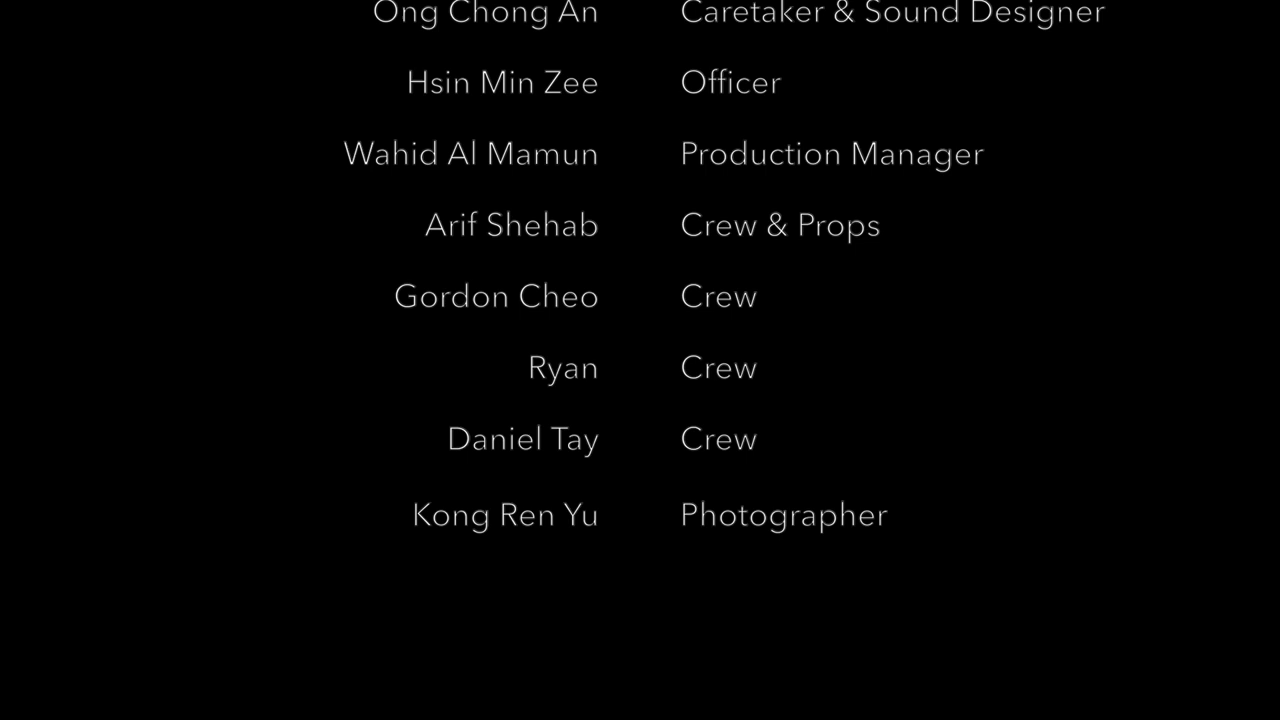 Ong Chong An Caretaker & Sound Designer
Hsin Min Zee Officer
Wahid Al Mamun Production Manager
Arif Shehab Crew & Props
Gordon Cheo Crew
Ryan Crew
Daniel Tay Crew
Kong Ren Yu Photographer